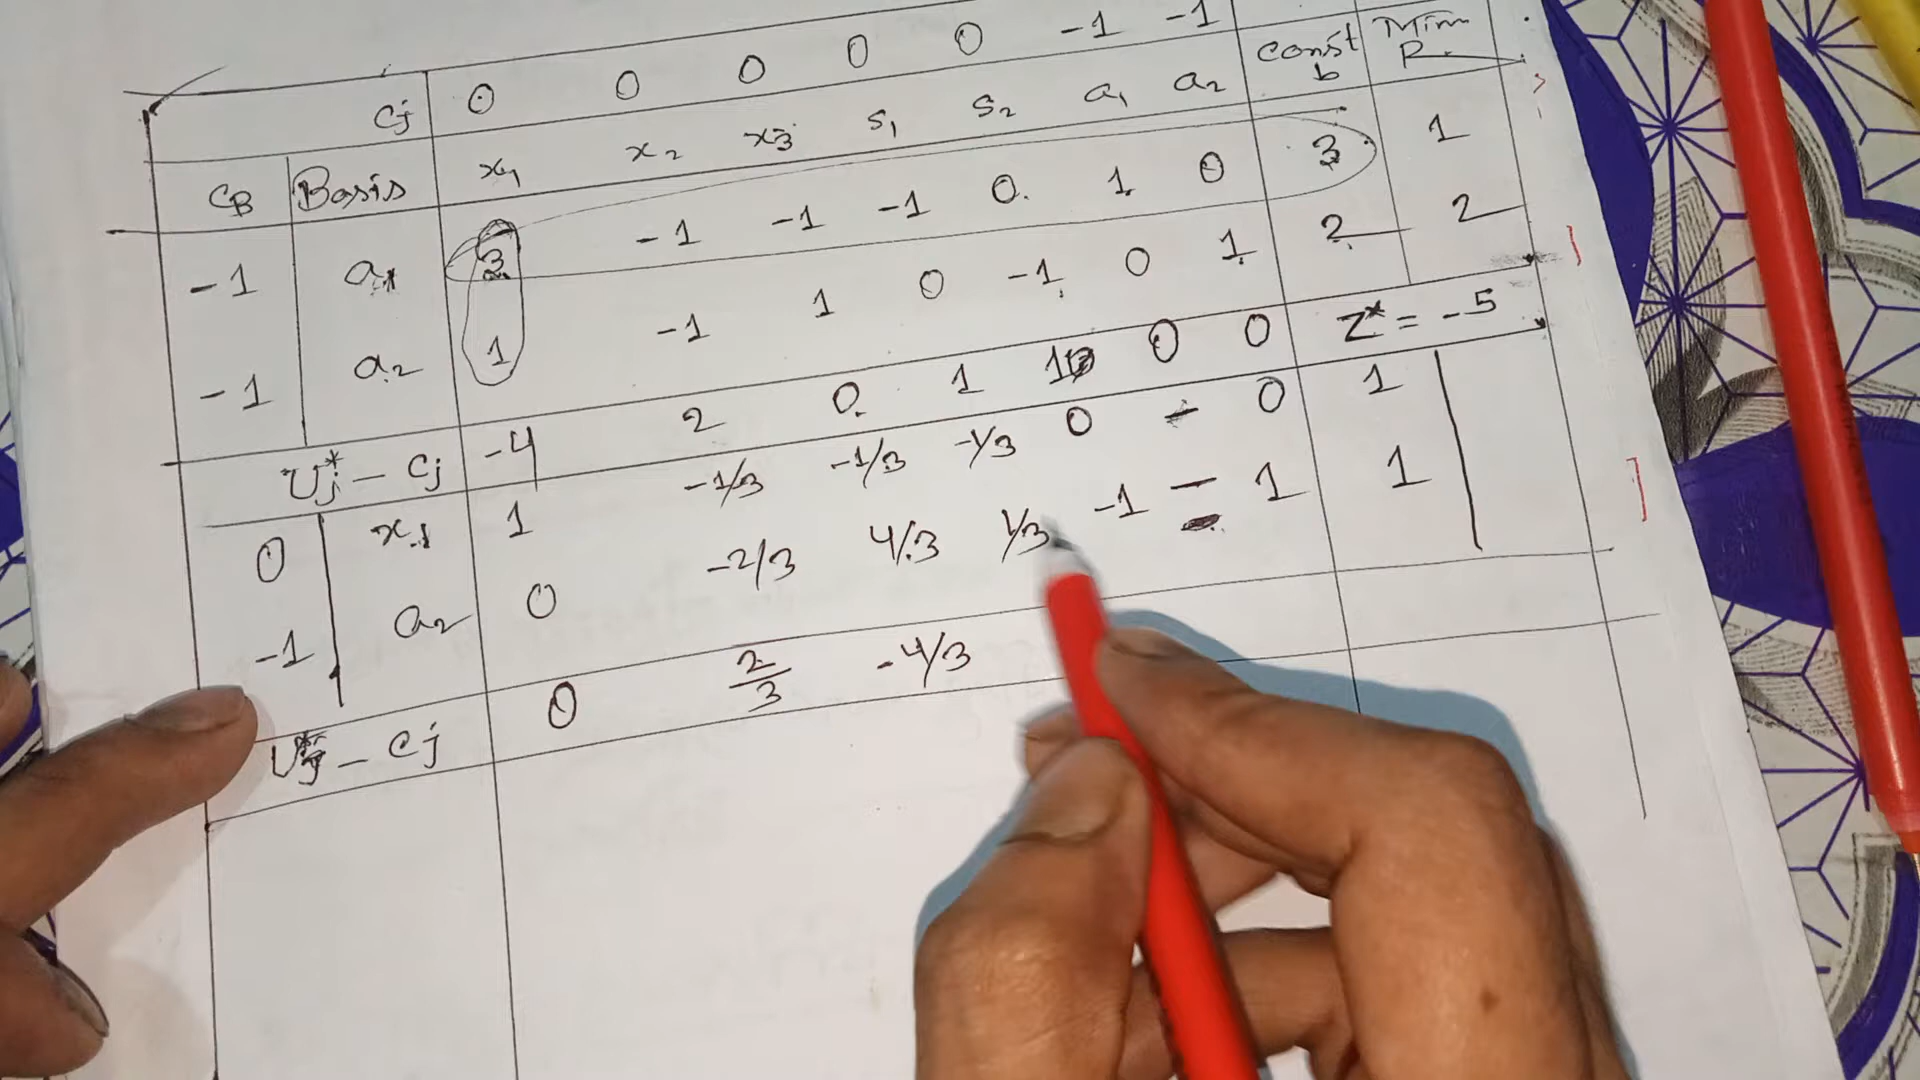 Cj 0 0 0 0 0 -1 -1 Const b Min R.
CB Basis x1 x2 x3 s1 s2 a1 a2
-1 a1 3 -1 -1 -1 0. 1 0 3 1
-1 a2 1 -1 1 0 -1 0 1 2 2
Uj* - Cj -4 2 0. 1 1 0 0 Z* = -5
0 x1 1 -1/3 -1/3 -1/3 0 - 0 1
-1 a2 0 -2/3 4/3 1/3 -1 - 1 1
Uj* - Cj 0 2/3 -4/3